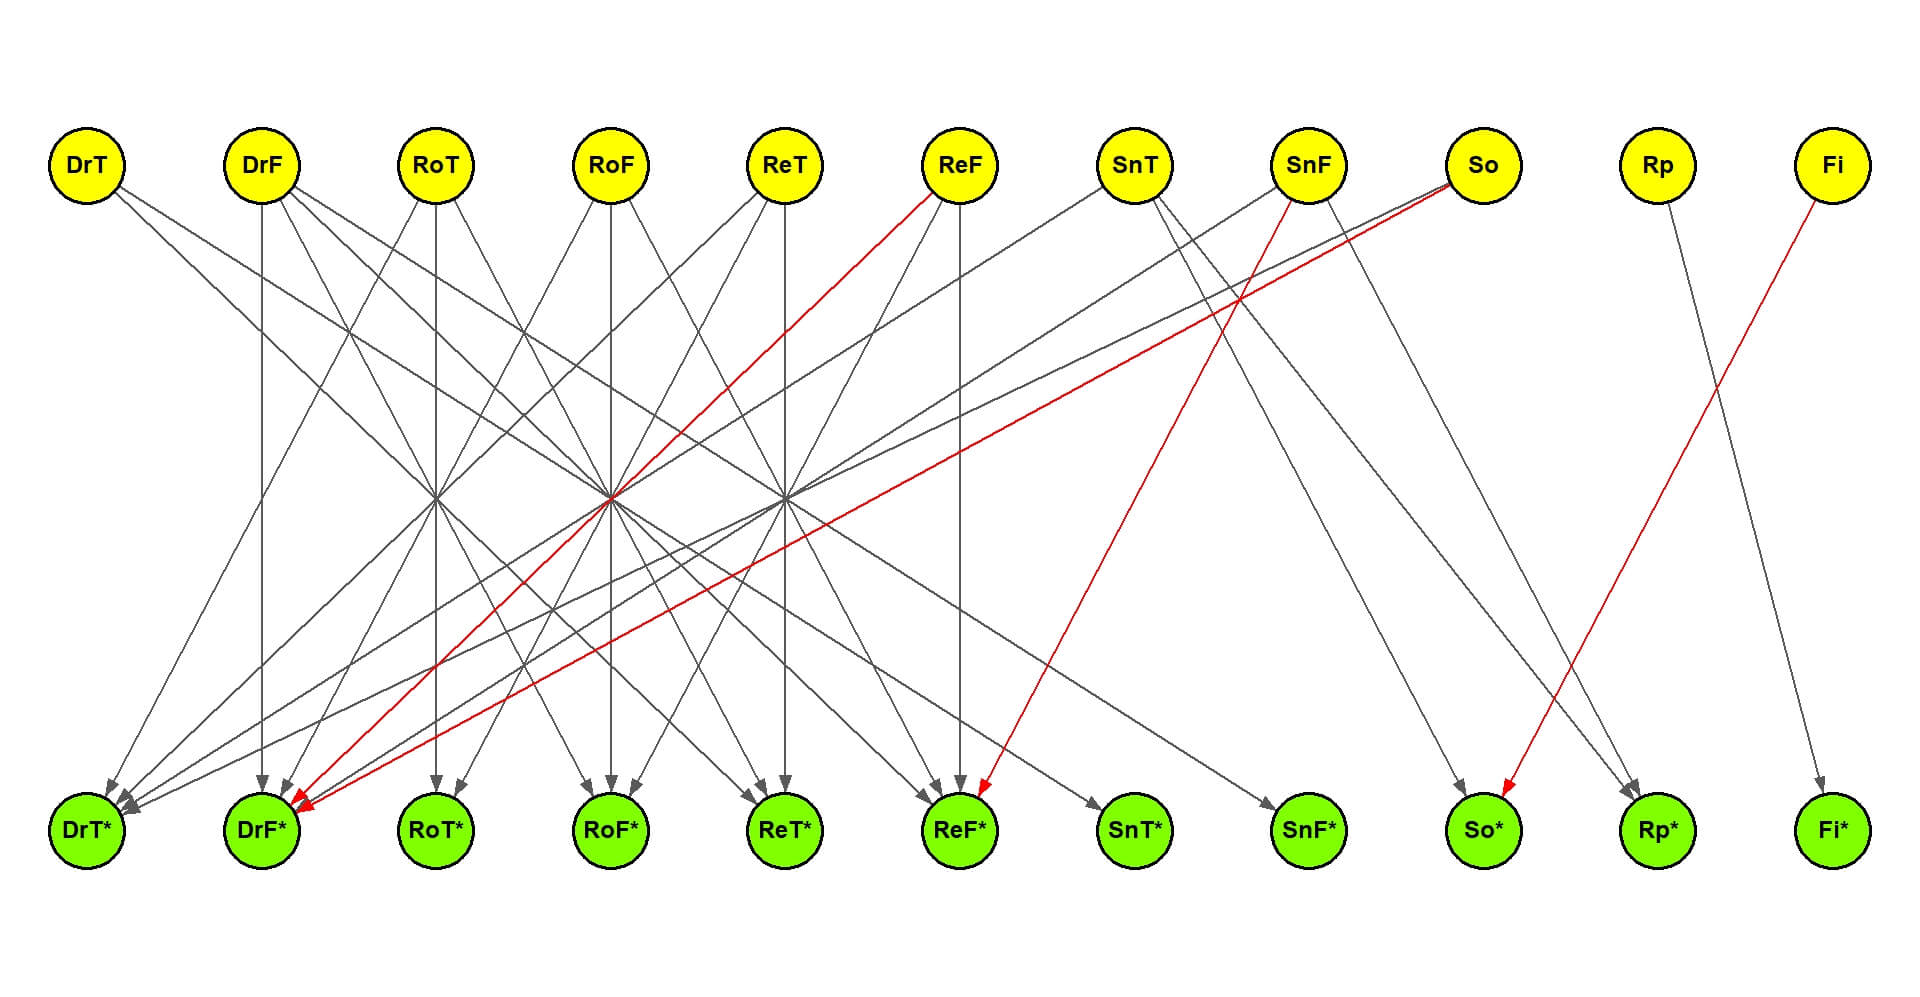 DrT DrF RoT RoF ReT ReF SnT SnF So Rp Fi
DrT* DrF* RoT* RoF* ReT* ReF* SnT* SnF* So* Rp* Fi*